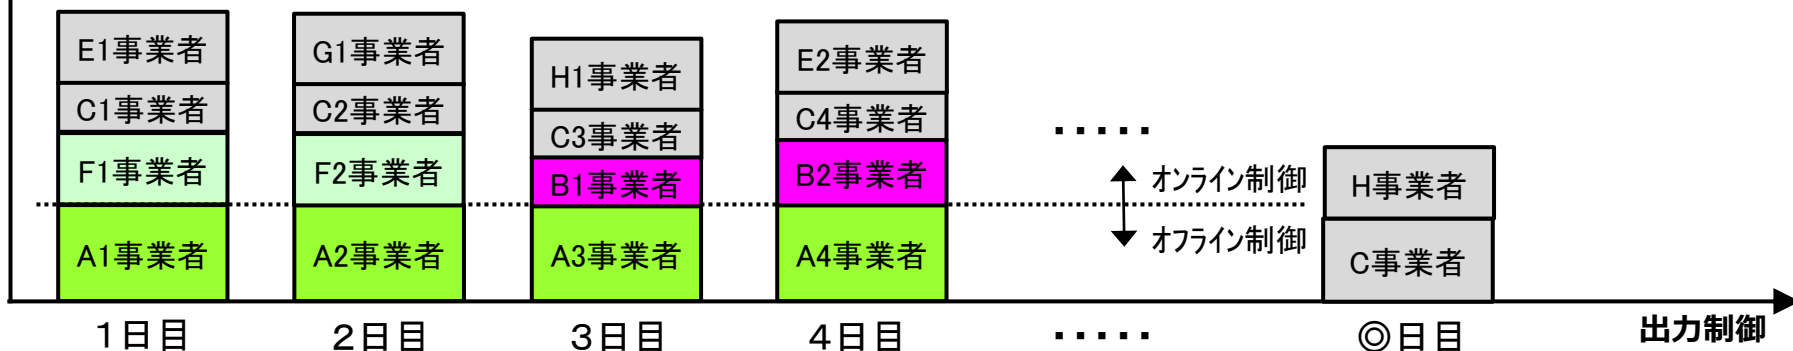 E1事業者
C1事業者
F1事業者
A1事業者
1日目
G1事業者
C2事業者
F2事業者
A2事業者
2日目
H1事業者
C3事業者
B1事業者
A3事業者
3日目
E2事業者
C4事業者
B2事業者
A4事業者
4日目
・・・・・
・・・・・
オンライン制御
オフライン制御
H事業者
C事業者
◎日目
出力制御